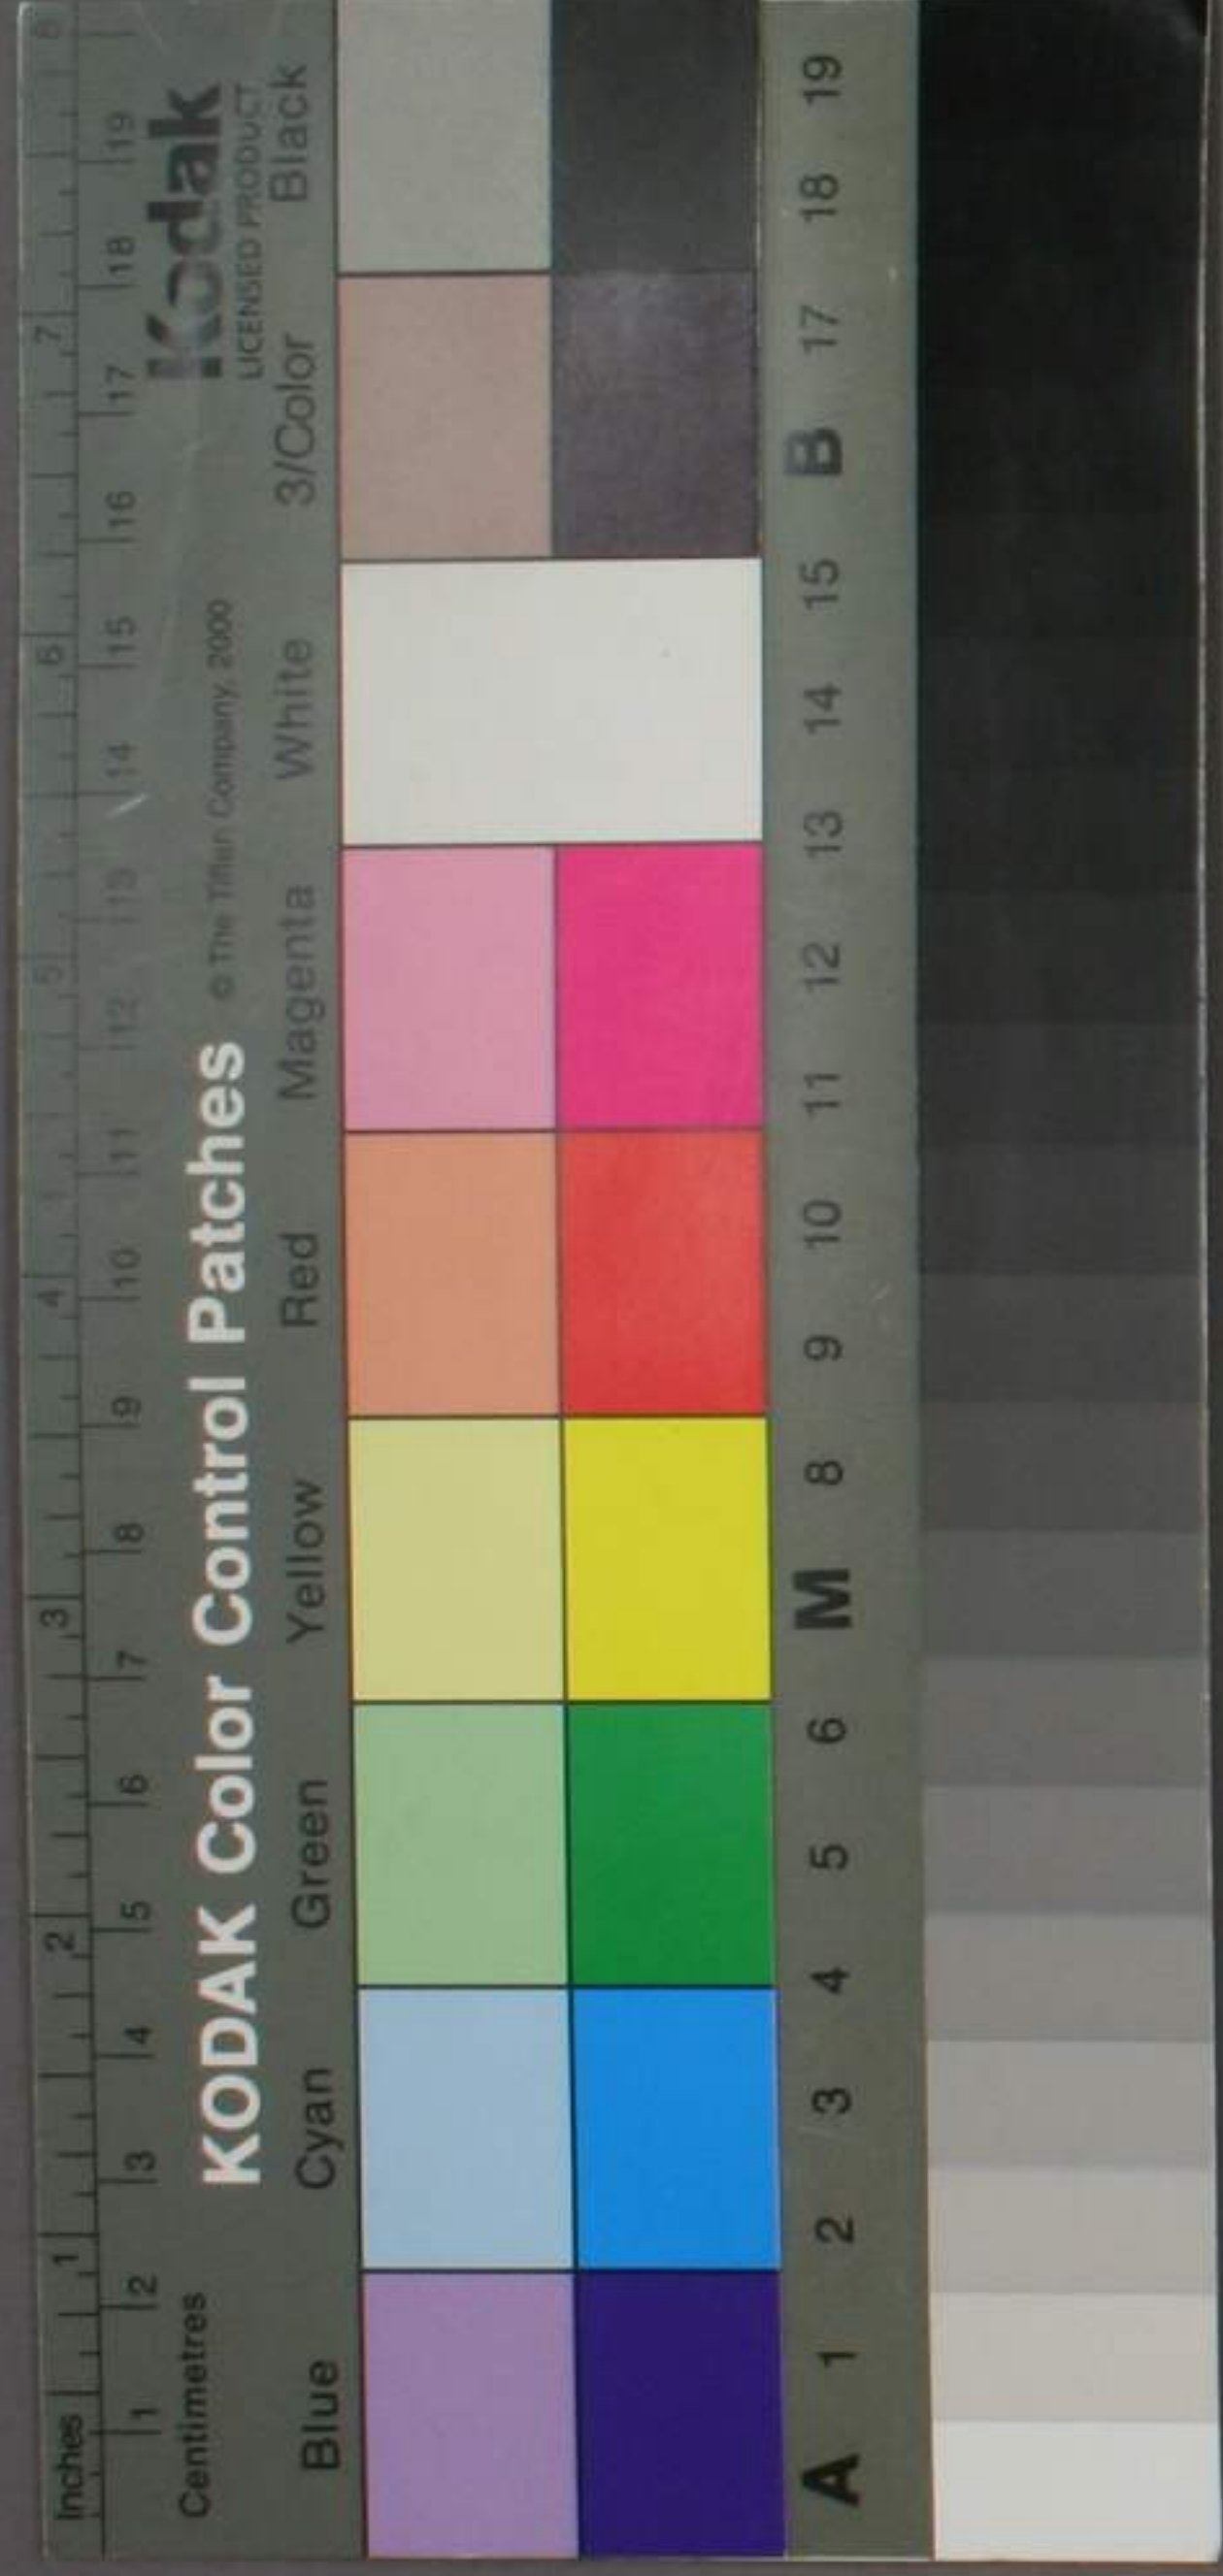 Inches 1 2 3 4 5 6 7 8
1 2 3 4 5 6 7 8 9 10 11 12 13 14 15 16 17 18 19
Centimetres
KODAK Color Control Patches © The Tiffen Company, 2000
Kodak
LICENSED PRODUCT
Blue Cyan Green Yellow Red Magenta White 3/Color Black
A 1 2 3 4 5 6 M 8 9 10 11 12 13 14 15 B 17 18 19